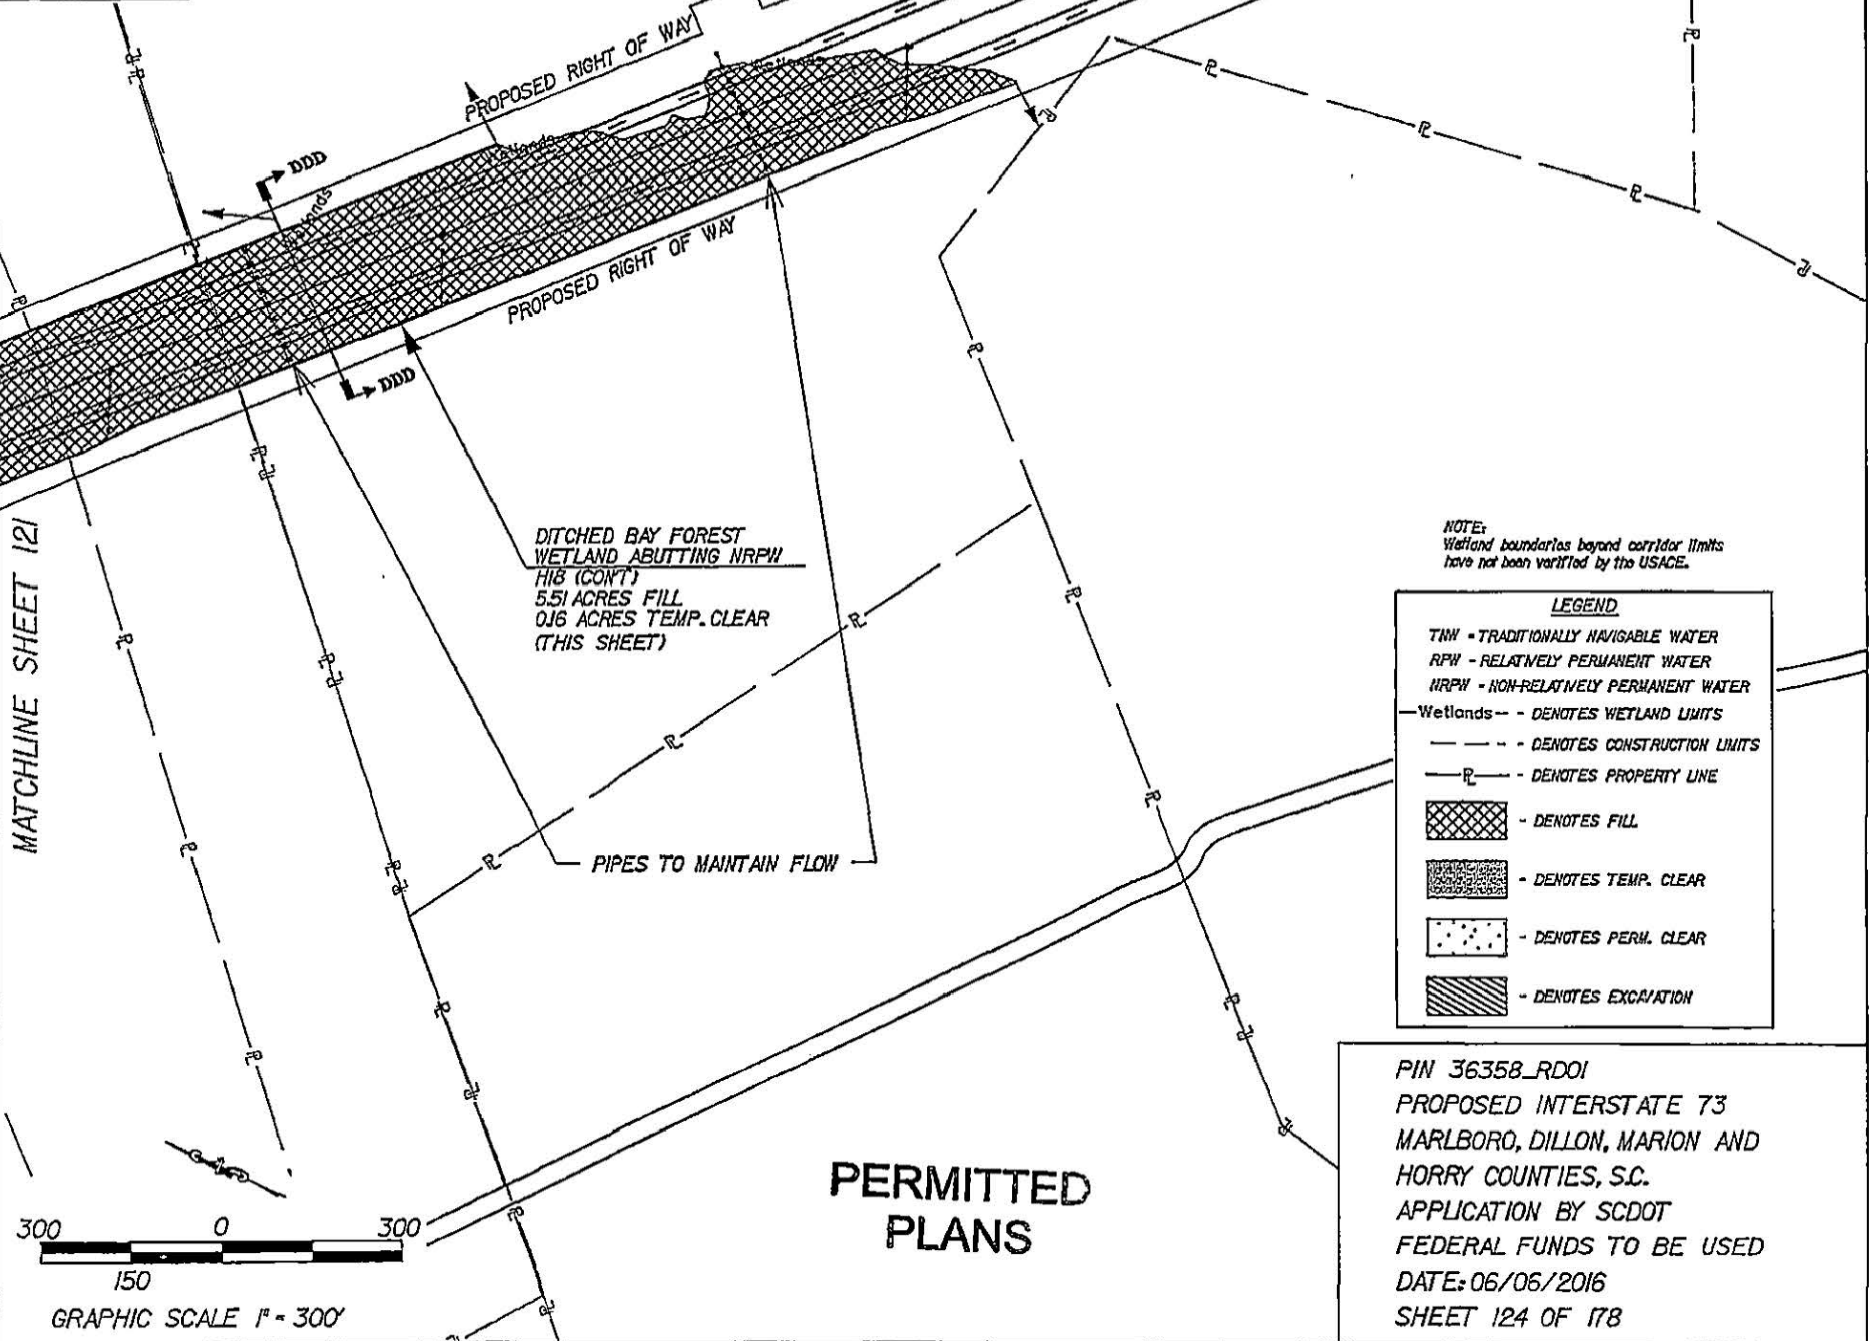 PROPOSED RIGHT OF WAY
DDD
Wetlands
PROPOSED RIGHT OF WAY
DDD
MATCHLINE SHEET 121
DITCHED BAY FOREST
WETLAND ABUTTING NRPW
H18 (CONT)
5.51 ACRES FILL
0.16 ACRES TEMP. CLEAR
(THIS SHEET)
PIPES TO MAINTAIN FLOW
NOTE:
Wetland boundaries beyond corridor limits
have not been verified by the USACE.
LEGEND
TNW - TRADITIONALLY NAVIGABLE WATER
RPW - RELATIVELY PERMANENT WATER
NRPW - NON-RELATIVELY PERMANENT WATER
Wetlands - DENOTES WETLAND LIMITS
- DENOTES CONSTRUCTION LIMITS
PL - DENOTES PROPERTY LINE
- DENOTES FILL
- DENOTES TEMP. CLEAR
- DENOTES PERM. CLEAR
- DENOTES EXCAVATION
PIN 36358_RD01
PROPOSED INTERSTATE 73
MARLBORO, DILLON, MARION AND
HORRY COUNTIES, S.C.
APPLICATION BY SCDOT
FEDERAL FUNDS TO BE USED
DATE: 06/06/2016
SHEET 124 OF 178
PERMITTED
PLANS
300 0 300
150
GRAPHIC SCALE 1" = 300'